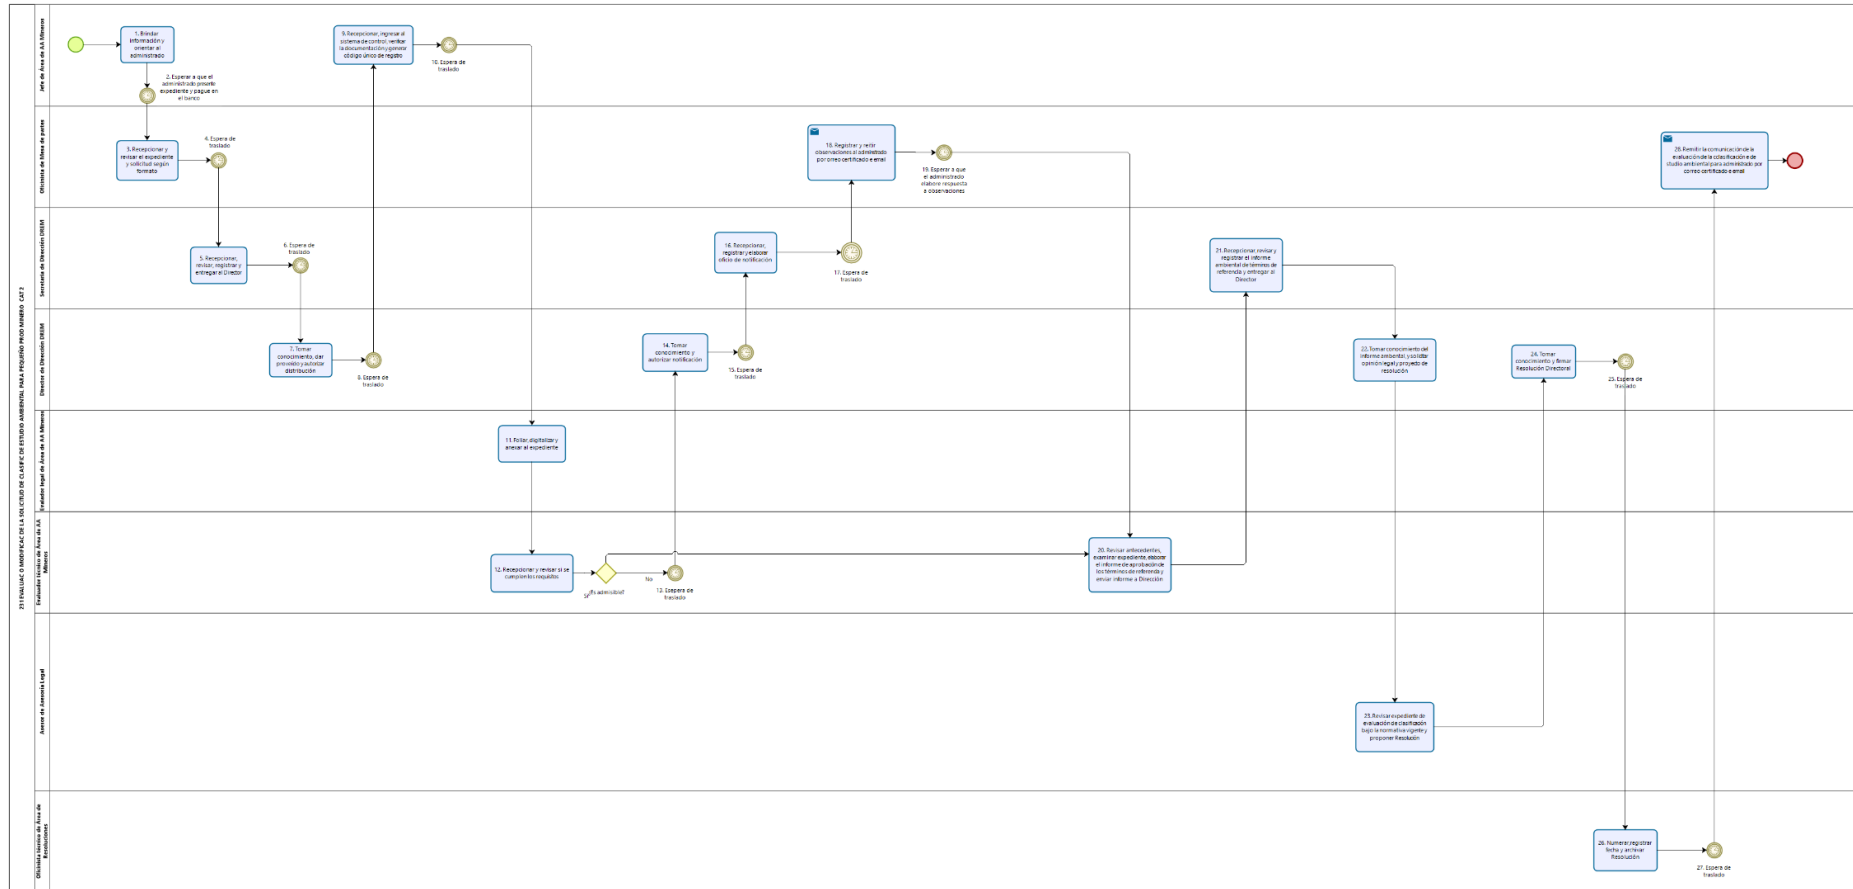 231 EVALUAC O MODIFICAC DE LA SOLICITUD DE CLASIFIC DE ESTUDIO AMBIENTAL PARA PEQUEÑO PROD MINERO CAT 2
Jefe de Área de AA Mineros
1. Brindar
información y
orientar al
administrado
2. Esperar a que el
administrado presente
expediente y pague en
el banco
9. Recepcionar, ingresar al
sistema de control, verificar
la documentación y generar
código único de registro
10. Espera de
traslado
Oficinista de Mesa de partes
3. Recepcionar y
revisar el expediente
y solicitud según
formato
4. Espera de
traslado
18. Registrar y
observaciones al administrado
por correo certificado e email
19. Esperar a que
el administrado
elabore respuesta
a observaciones
28. Remitir la comunicación de la
evaluación de la
ambiental para administrado por
correo certificado e email
Secretaria de Dirección DREM
5. Recepcionar,
revisar, registrar y
entregar al Director
6. Espera de
traslado
16. Recepcionar,
registrar y elaborar
oficio de notificación
17. Espera de
traslado
21. Recepcionar, revisar y
registrar el informe
ambiental de términos de
referencia y entregar al
Director
Director de Dirección DREM
7. Tomar
conocimiento, dar
proveído y autorizar
distribución
8. Espera de
traslado
14. Tomar
conocimiento y
autorizar notificación
15. Espera de
traslado
22. Tomar conocimiento del
informe ambiental, y solicitar
opinión legal y proyecto de
resolución
24. Tomar
conocimiento y firmar
Resolución Directoral
25. Espera de
traslado
Evaluador legal de Área de AA Mineros
11. Foliar, digitalizar y
anexar al expediente
Evaluador técnico de Área de AA
Mineros
12. Recepcionar y revisar si se
cumplen los requisitos
¿Es admisible?
Sí
No
13. Espera de
traslado
20. Revisar antecedentes,
examinar expediente, elaborar
el informe de aprobación de
los términos de referencia y
enviar informe a Dirección
Asesor de Asesoría Legal
23. Revisar expediente de
evaluación de clasificación
bajo la normativa vigente y
proponer Resolución
Oficinista técnico de Área de
Resoluciones
26. Numerar, registrar
fecha y archivar
Resolución
27. Espera de
traslado